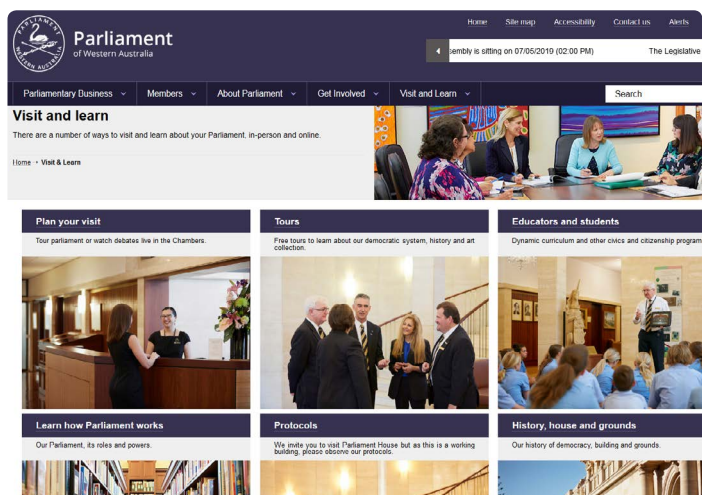 Home Site map Accessibility Contact us Alerts
PARLIAMENT
WESTERN AUSTRALIA
Parliament
of Western Australia
sembly is sitting on 07/05/2019 (02:00 PM) The Legislative
Parliamentary Business Members About Parliament Get Involved Visit and Learn Search
Visit and learn
There are a number of ways to visit and learn about your Parliament, in-person and online.
Home • Visit & Learn
Plan your visit
Tour parliament or watch debates live in the Chambers.
Tours
Free tours to learn about our democratic system, history and art
collection.
Educators and students
Dynamic curriculum and other civics and citizenship program
Learn how Parliament works
Our Parliament, its roles and powers.
Protocols
We invite you to visit Parliament House but as this is a working
building, please observe our protocols.
History, house and grounds
Our history of democracy, building and grounds.